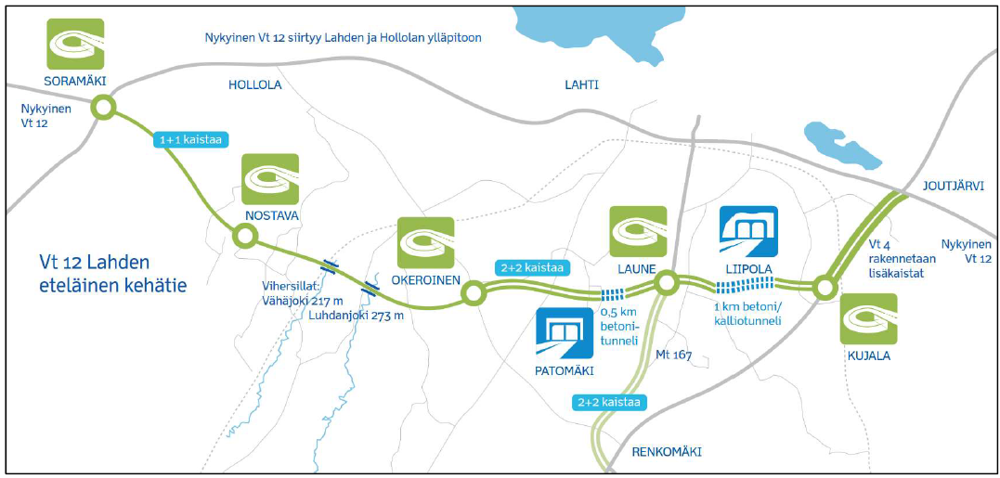 Nykyinen Vt 12 siirtyy Lahden ja Hollolan ylläpitoon
SORAMÄKI
HOLLOLA
LAHTI
Nykyinen
Vt 12
1+1 kaistaa
NOSTAVA
JOUTJÄRVI
Vt 12 Lahden
eteläinen kehätie
Vihersillat:
Vähäjoki 217 m
Luhdanjoki 273 m
OKEROINEN
2+2 kaistaa
LAUNE
LIIPOLA
Vt 4
rakennetaan
lisäkaistat
Nykyinen
Vt 12
0,5 km
betoni-
tunneli
1 km betoni/
kalliotunneli
PATOMÄKI
Mt 167
KUJALA
2+2 kaistaa
RENKOMÄKI